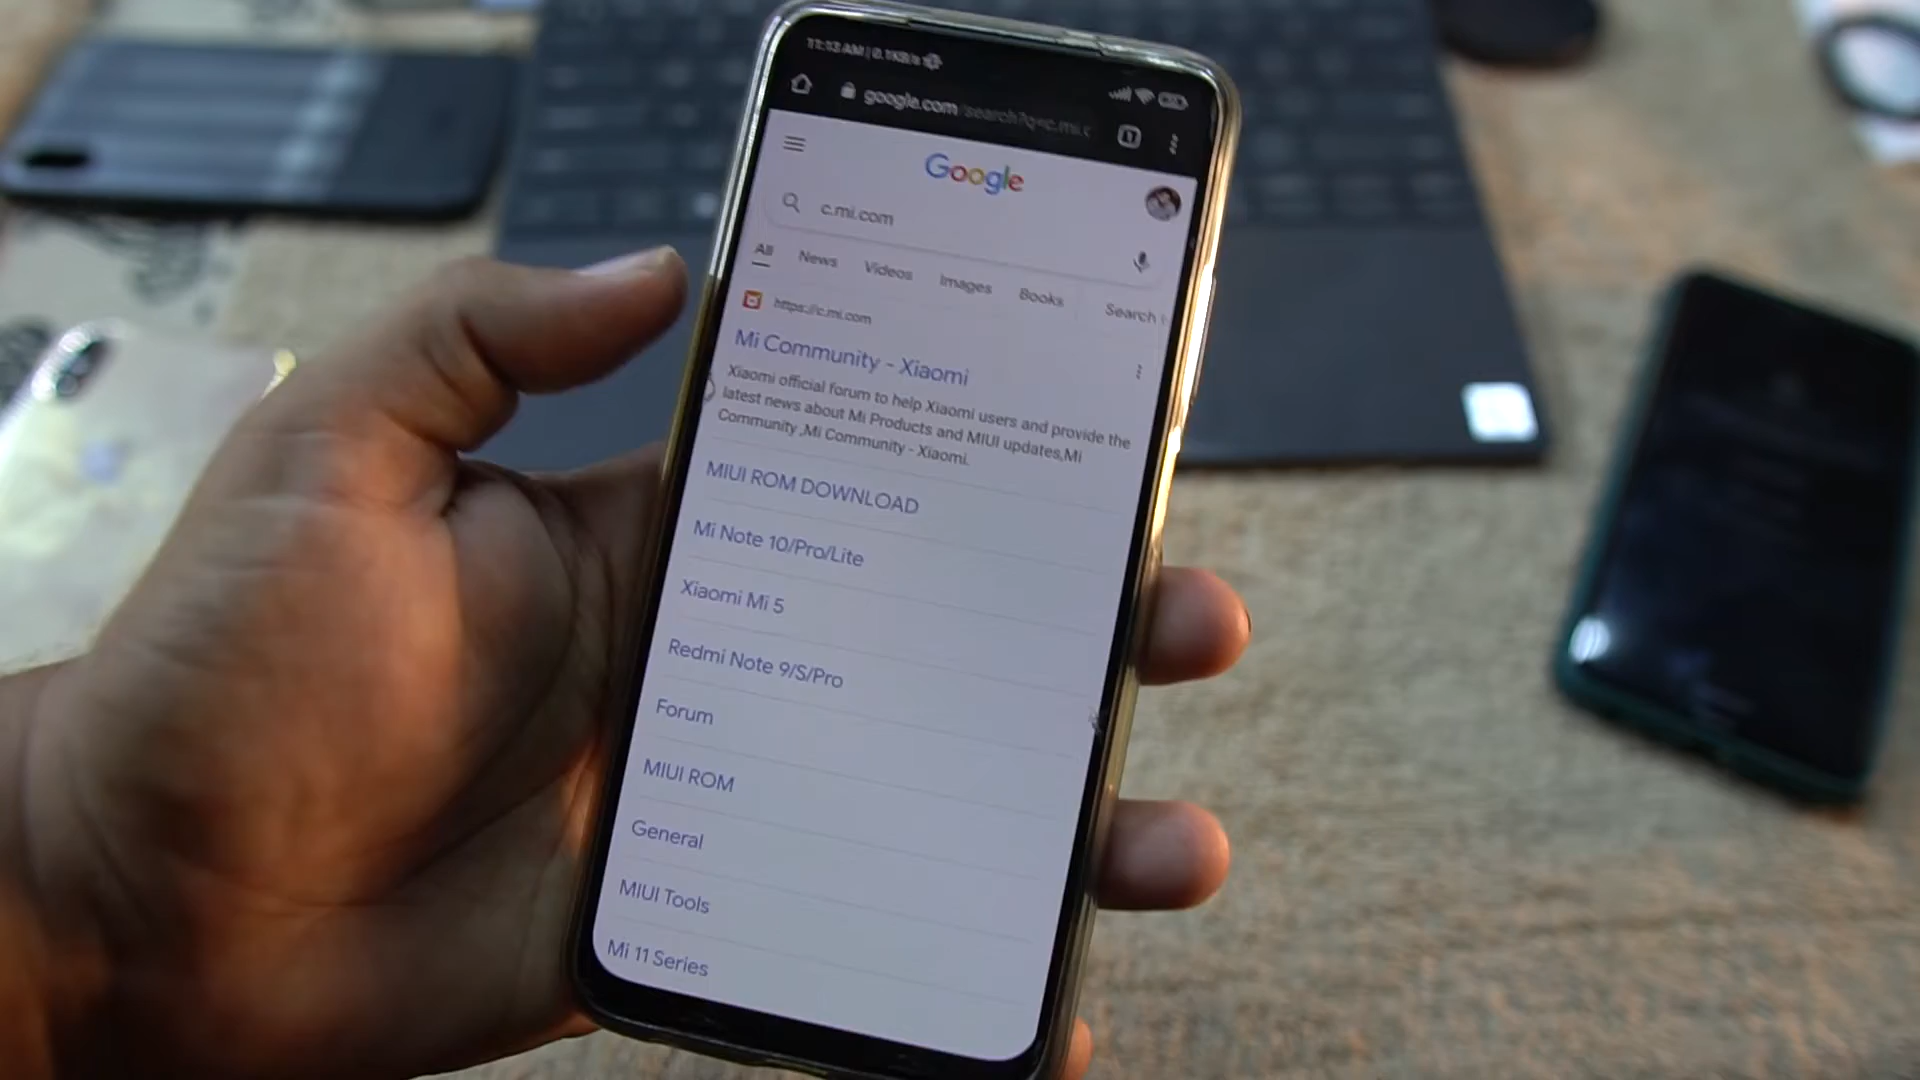 11:13 AM | 0.1KB/s
google.com/search?q=c.mi.c
17
Google
c.mi.com
All News Videos Images Books Search
https://c.mi.com
Mi Community - Xiaomi
Xiaomi official forum to help Xiaomi users and provide the
latest news about Mi Products and MIUI updates,Mi
Community ,Mi Community - Xiaomi.
MIUI ROM DOWNLOAD
Mi Note 10/Pro/Lite
Xiaomi Mi 5
Redmi Note 9/S/Pro
Forum
MIUI ROM
General
MIUI Tools
Mi 11 Series